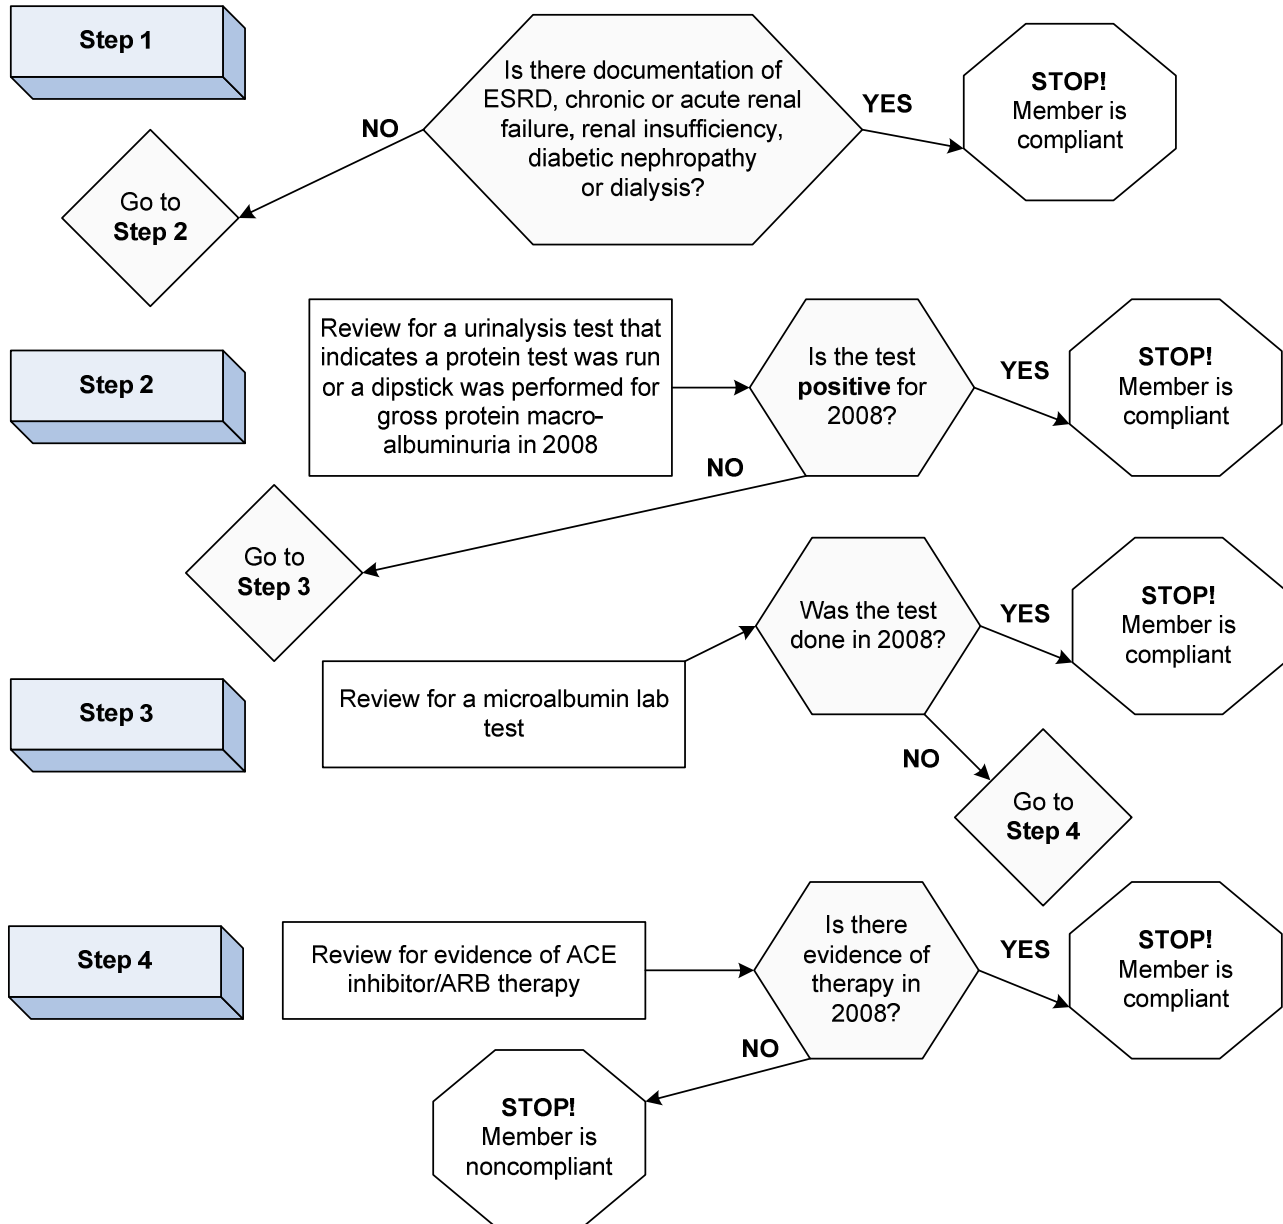 Step 1
Is there documentation of
ESRD, chronic or acute renal
failure, renal insufficiency,
diabetic nephropathy
or dialysis?
YES
STOP!
Member is
compliant
NO
Go to
Step 2
Step 2
Review for a urinalysis test that
indicates a protein test was run
or a dipstick was performed for
gross protein macro-
albuminuria in 2008
Is the test
positive for
2008?
YES
STOP!
Member is
compliant
NO
Go to
Step 3
Step 3
Review for a microalbumin lab
test
Was the test
done in 2008?
YES
STOP!
Member is
compliant
NO
Go to
Step 4
Step 4
Review for evidence of ACE
inhibitor/ARB therapy
Is there
evidence of
therapy in
2008?
YES
STOP!
Member is
compliant
NO
STOP!
Member is
noncompliant